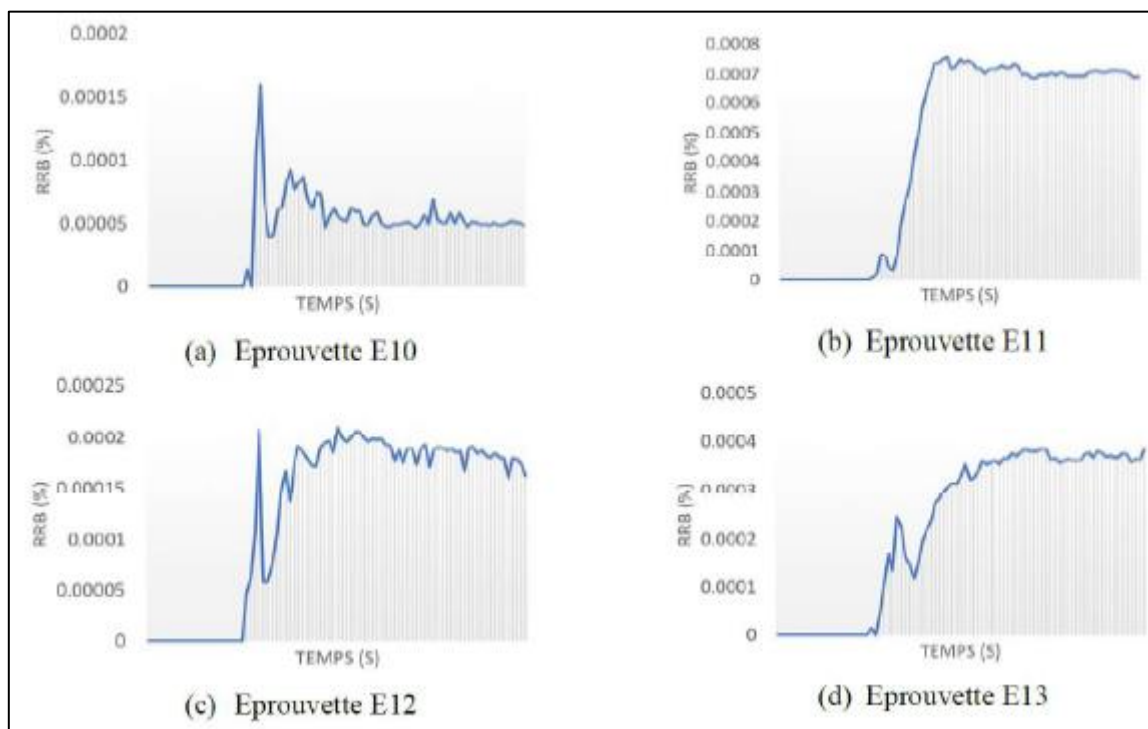 0.0002
0.00015
0.0001
0.00005
0
RRB (%)
TEMPS (S)
(a) Eprouvette E10
0.0008
0.0007
0.0006
0.0005
0.0004
0.0003
0.0002
0.0001
0
RRB (%)
TEMPS (S)
(b) Eprouvette E11
0.00025
0.0002
0.00015
0.0001
0.00005
0
RRB (%)
TEMPS (S)
(c) Eprouvette E12
0.0005
0.0004
0.0003
0.0002
0.0001
0
RRB (%)
TEMPS (S)
(d) Eprouvette E13